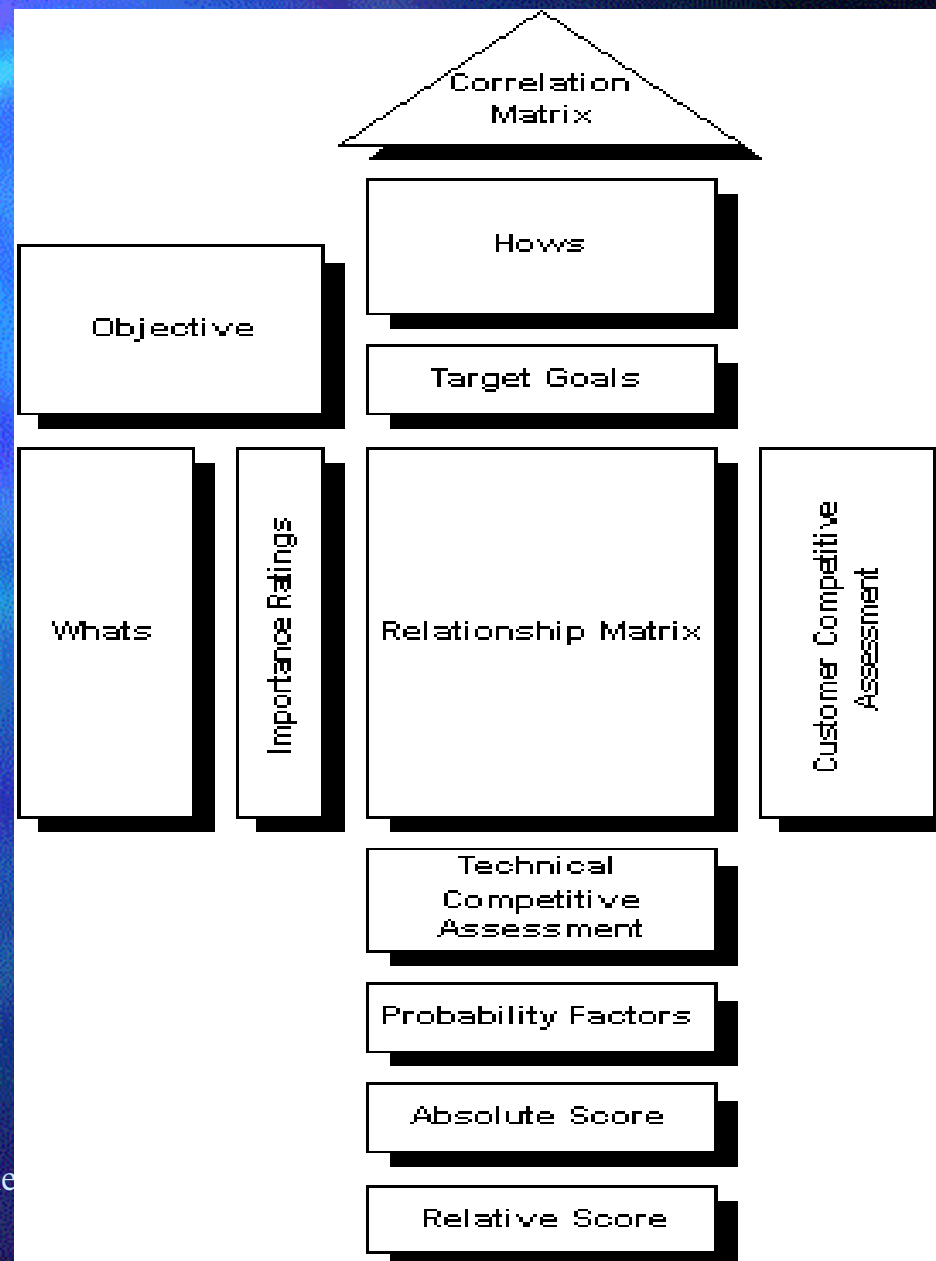 Correlation
Matrix
Hows
Objective
Target Goals
Whats
Importance Ratings
Relationship Matrix
Customer Competitive
Assessment
Technical
Competitive
Assessment
Probability Factors
Absolute Score
Relative Score